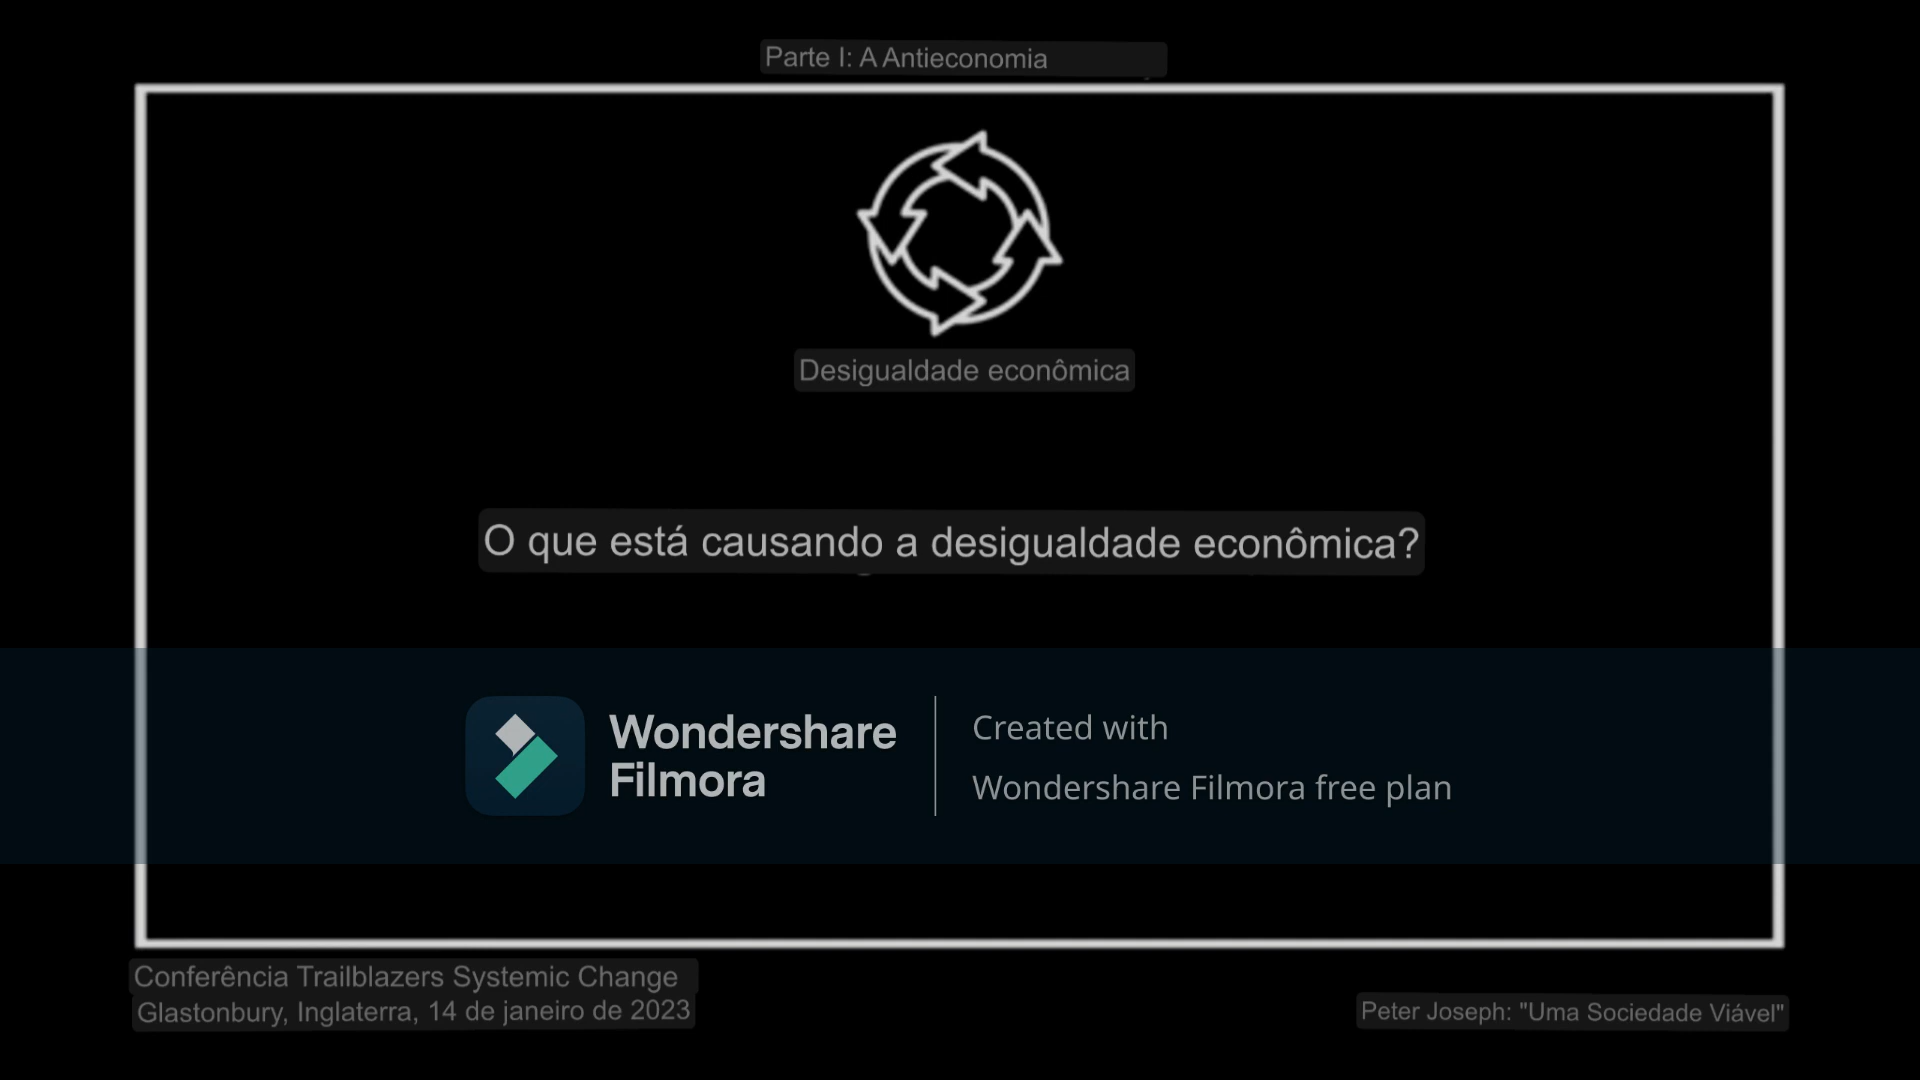 Parte I: A Antieconomia
Desigualdade econômica
O que está causando a desigualdade econômica?
Wondershare
Filmora
Created with
Wondershare Filmora free plan
Conferência Trailblazers Systemic Change
Glastonbury, Inglaterra, 14 de janeiro de 2023
Peter Joseph: "Uma Sociedade Viável"